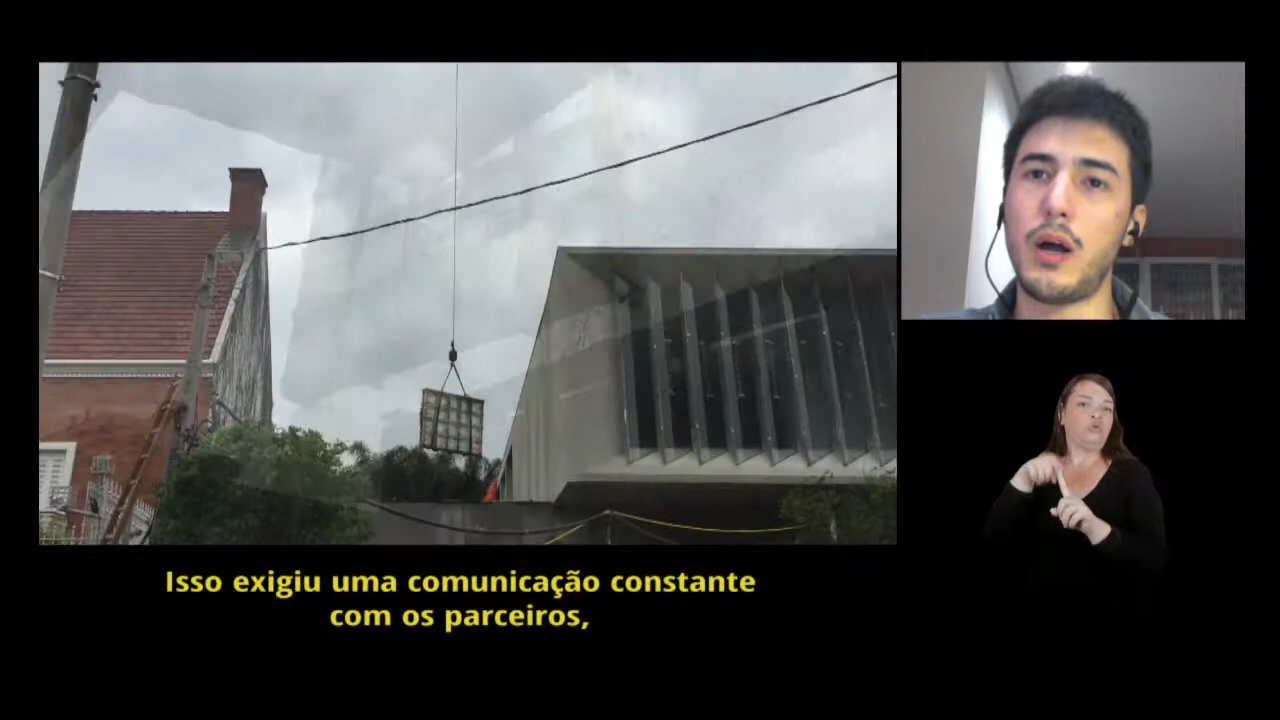 Isso exigiu uma comunicação constante
com os parceiros,